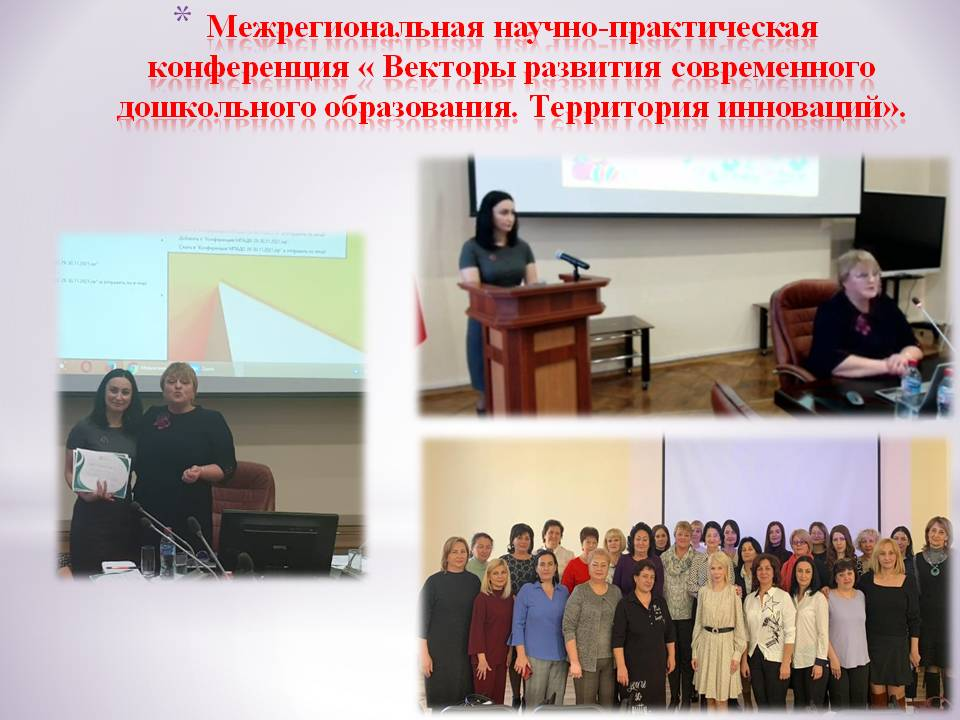 * Межрегиональная научно-практическая
конференция « Векторы развития современного
дошкольного образования. Территория инноваций».